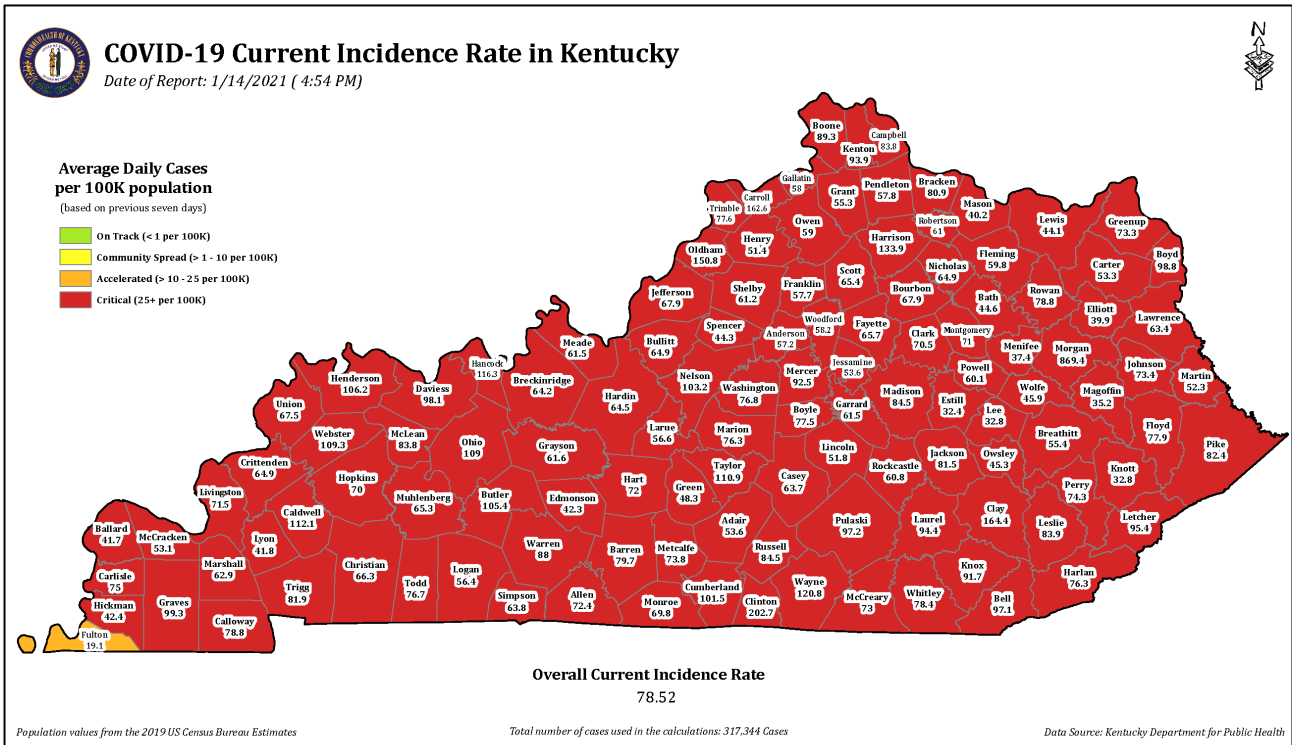 COVID-19 Current Incidence Rate in Kentucky
Date of Report: 1/14/2021 ( 4:54 PM)
N
Average Daily Cases
per 100K population
(based on previous seven days)
On Track (< 1 per 100K)
Community Spread (> 1 - 10 per 100K)
Accelerated (> 10 - 25 per 100K)
Critical (25+ per 100K)
Boone
89.3
Campbell
83.8
Kenton
93.9
Gallatin
58
Carroll
162.6
Trimble
77.6
Grant
55.3
Pendleton
57.8
Bracken
80.9
Mason
40.2
Robertson
61
Lewis
44.1
Greenup
73.3
Boyd
98.8
Owen
59
Henry
51.4
Oldham
150.8
Harrison
133.9
Nicholas
64.9
Fleming
59.8
Carter
53.3
Scott
65.4
Franklin
57.7
Shelby
61.2
Jefferson
67.9
Bourbon
67.9
Bath
44.6
Rowan
78.8
Elliott
39.9
Lawrence
63.4
Spencer
44.3
Anderson
57.2
Woodford
58.2
Fayette
65.7
Clark
70.5
Montgomery
71
Menifee
37.4
Morgan
869.4
Johnson
73.4
Martin
52.3
Meade
61.5
Bullitt
64.9
Hancock
116.3
Breckinridge
64.2
Nelson
103.2
Washington
76.8
Mercer
92.5
Jessamine
53.6
Madison
84.5
Powell
60.1
Estill
32.4
Wolfe
45.9
Lee
32.8
Magoffin
35.2
Henderson
106.2
Daviess
98.1
Union
67.5
Hardin
64.5
Boyle
77.5
Garrard
61.5
Larue
56.6
Marion
76.3
Floyd
77.9
Pike
82.4
Breathitt
55.4
Webster
109.3
McLean
83.8
Ohio
109
Grayson
61.6
Lincoln
51.8
Jackson
81.5
Owsley
45.3
Knott
32.8
Crittenden
64.9
Hopkins
70
Muhlenberg
65.3
Butler
105.4
Edmonson
42.3
Hart
72
Green
48.3
Taylor
110.9
Casey
63.7
Rockcastle
60.8
Perry
74.3
Livingston
71.5
Caldwell
112.1
Clay
164.4
Leslie
83.9
Letcher
95.4
Ballard
41.7
McCracken
53.1
Lyon
41.8
Warren
88
Barren
79.7
Metcalfe
73.8
Adair
53.6
Russell
84.5
Pulaski
97.2
Laurel
94.4
Marshall
62.9
Christian
66.3
Logan
56.4
Todd
76.7
Carlisle
75
Knox
91.7
Harlan
76.3
Hickman
42.4
Graves
99.3
Trigg
81.9
Simpson
63.8
Allen
72.4
Monroe
69.8
Cumberland
101.5
Clinton
202.7
Wayne
120.8
McCreary
73
Whitley
78.4
Bell
97.1
Calloway
78.8
Fulton
19.1
Overall Current Incidence Rate
78.52
Population values from the 2019 US Census Bureau Estimates
Total number of cases used in the calculations: 317,344 Cases
Data Source: Kentucky Department for Public Health